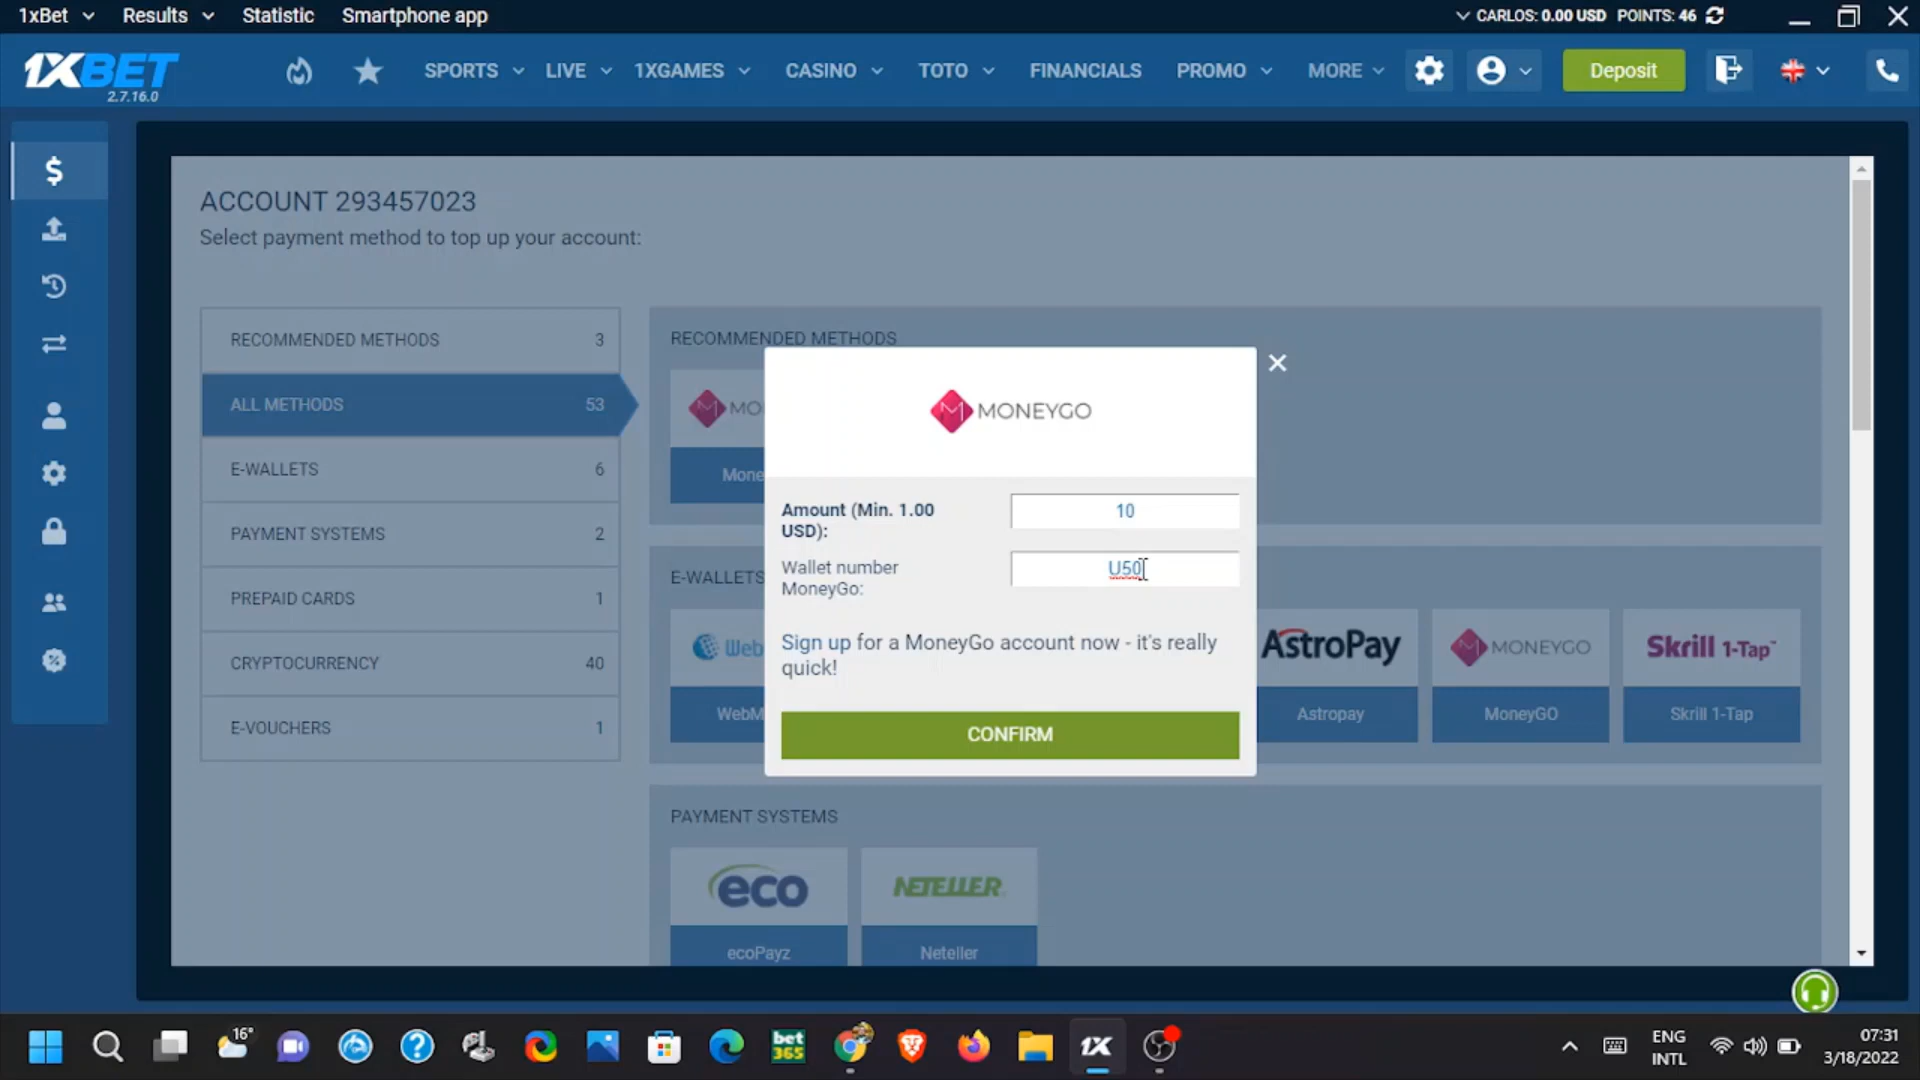 1xBet Results Statistic Smartphone app CARLOS: 0.00 USD POINTS: 46
1XBET SPORTS LIVE 1XGAMES CASINO TOTO FINANCIALS PROMO MORE Deposit
2.7.16.0
ACCOUNT 293457023
Select payment method to top up your account:
RECOMMENDED METHODS 3
ALL METHODS 53
E-WALLETS 6
PAYMENT SYSTEMS 2
PREPAID CARDS 1
CRYPTOCURRENCY 40
E-VOUCHERS 1
RECOMMENDED METHODS
MO
Mone
MONEYGO
Amount (Min. 1.00
USD):
10
Wallet number
MoneyGo:
U50
Sign up for a MoneyGo account now - it's really
quick!
CONFIRM
E-WALLETS
Web AstroPay MONEYGO Skrill 1-Tap
WebM Astropay MoneyGO Skrill 1-Tap
PAYMENT SYSTEMS
eco NETELLER
ecoPayz Neteller
16°
bet
365
1X
ENG
INTL
07:31
3/18/2022